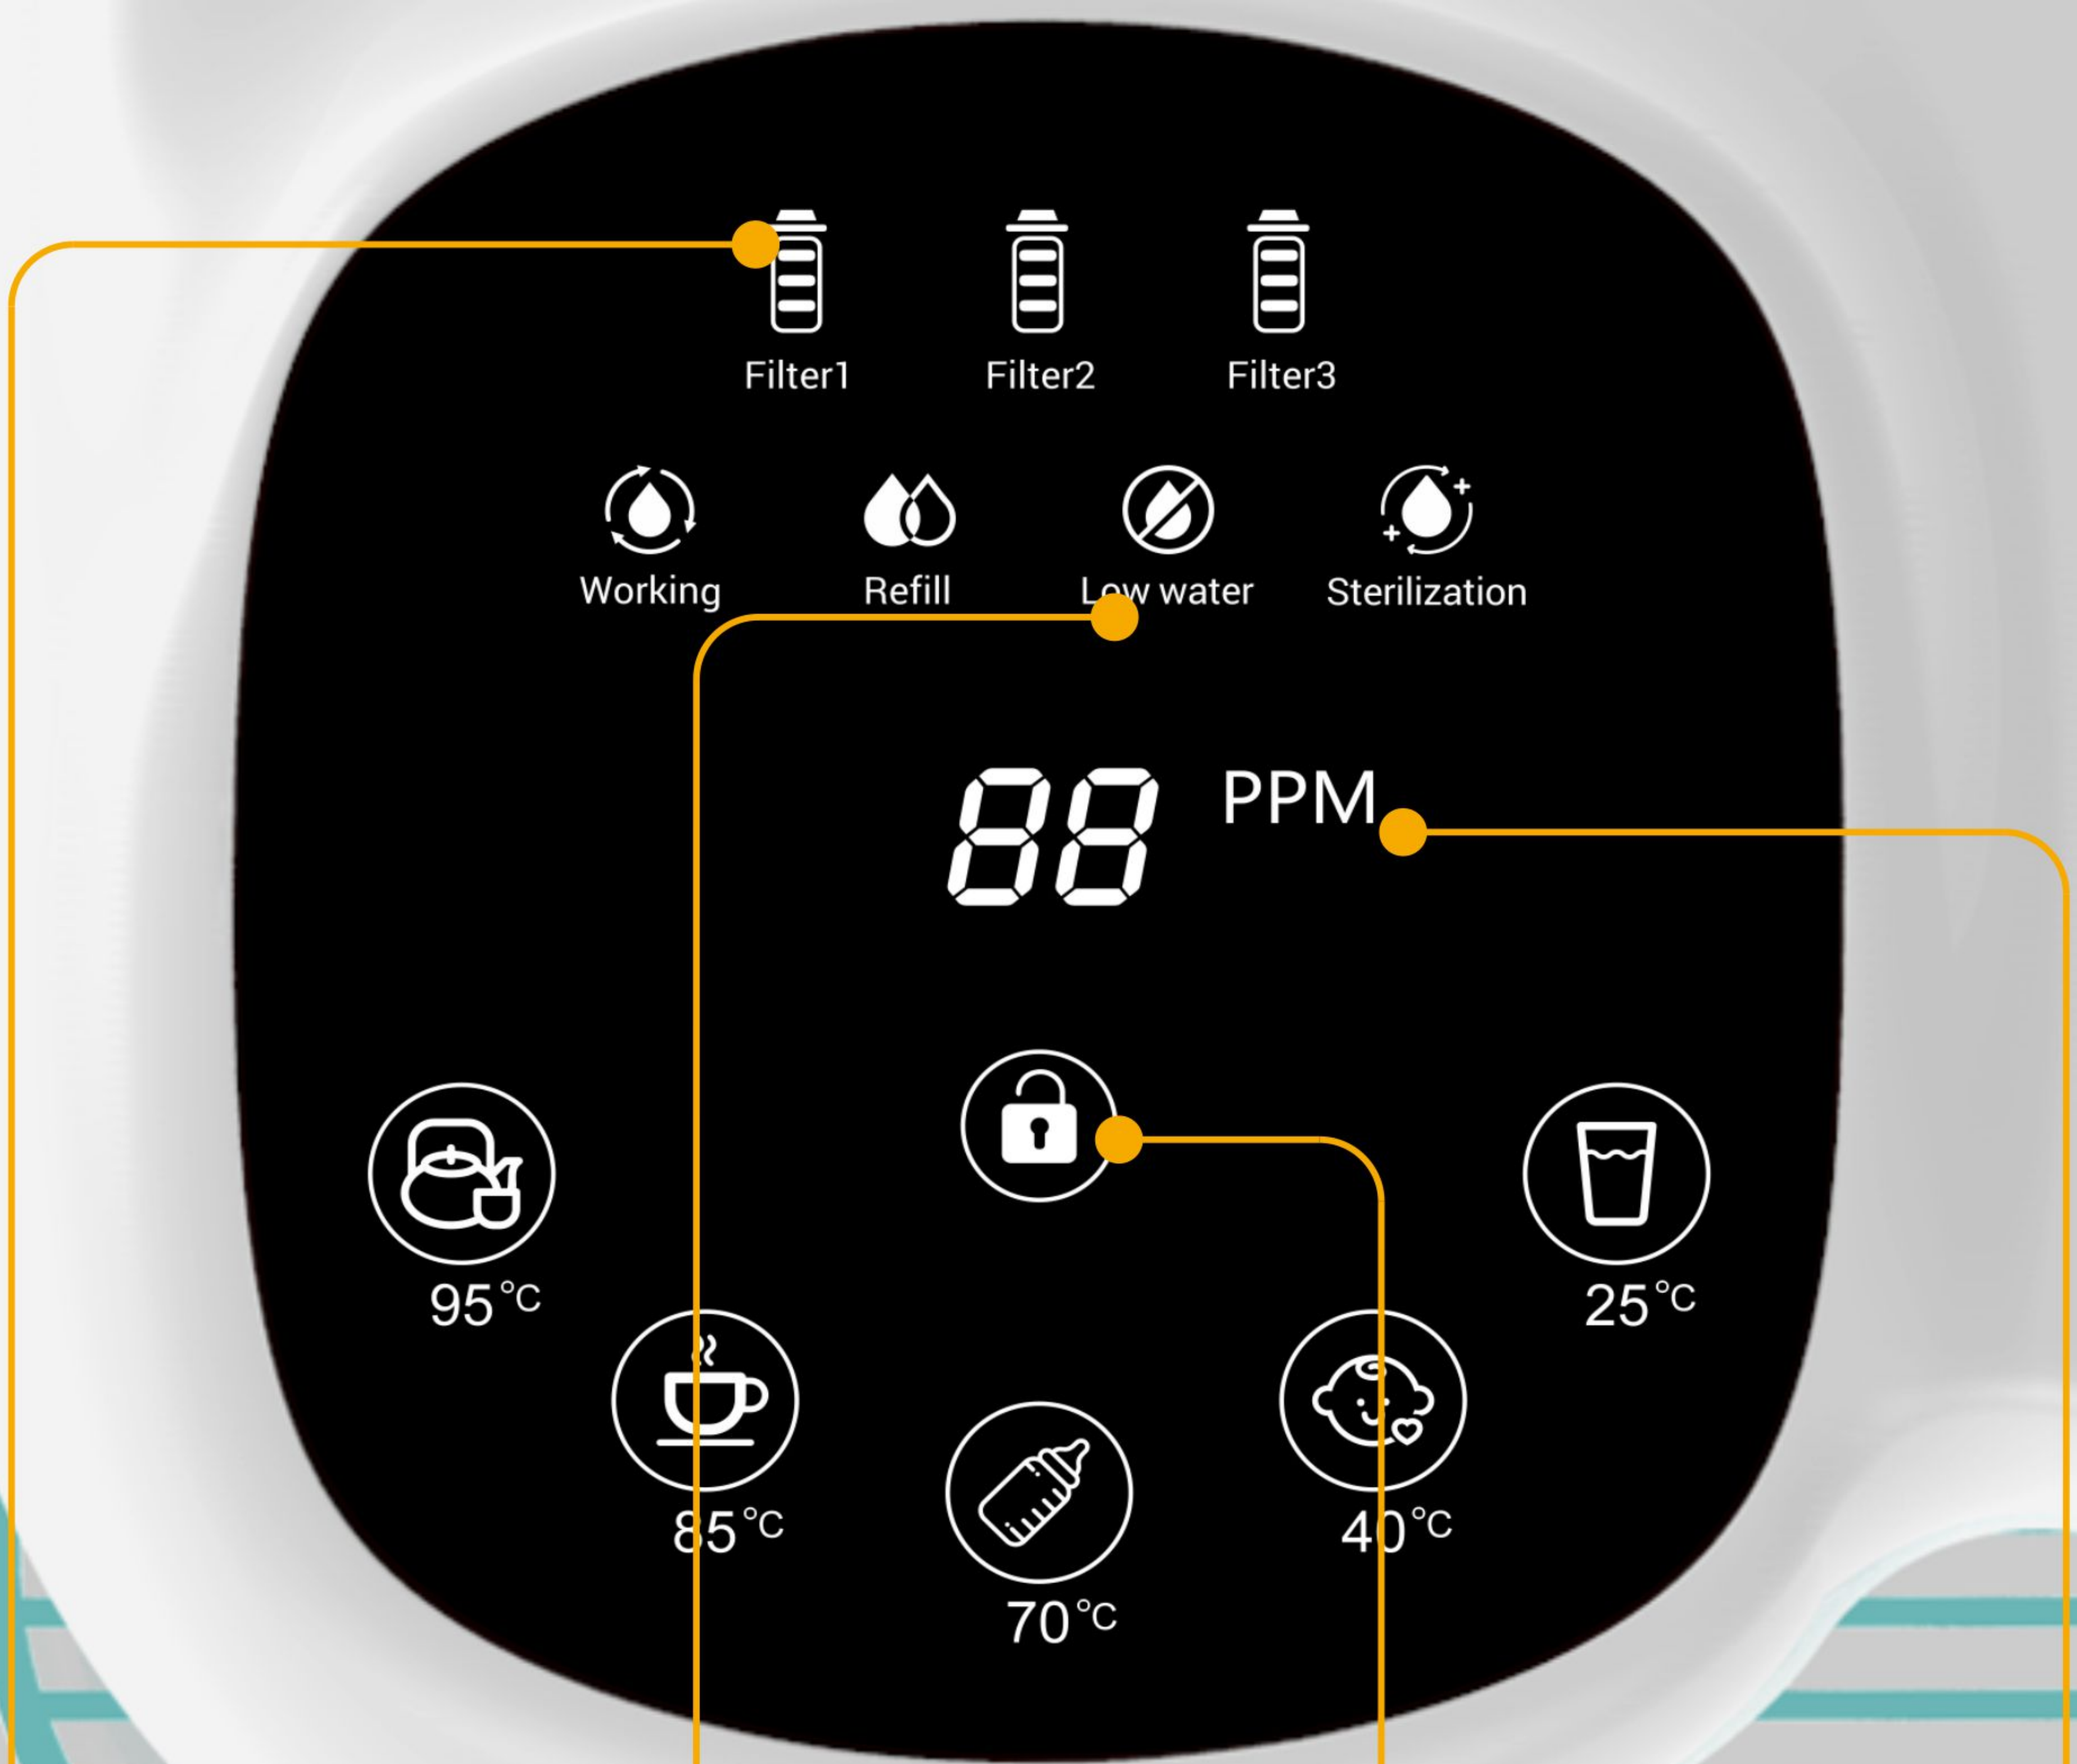 Filter1 Filter2 Filter3
Working Refill Low water Sterilization
88 PPM
95°C 25°C
85°C 40°C
70°C